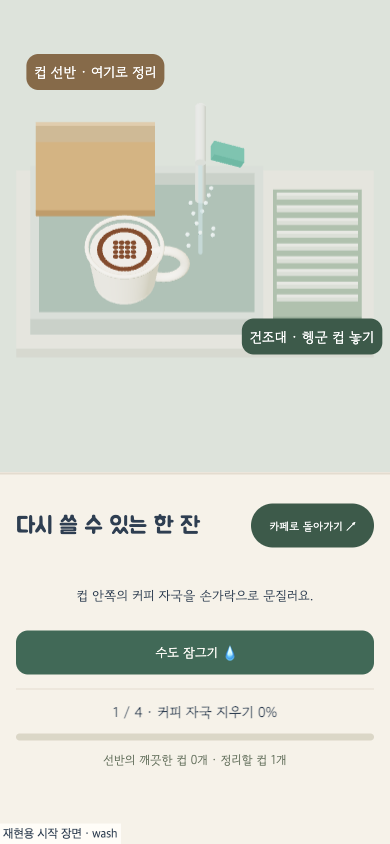 컵 선반 · 여기로 정리
건조대 · 헹군 컵 놓기
다시 쓸 수 있는 한 잔
카페로 돌아가기 ↗
컵 안쪽의 커피 자국을 손가락으로 문질러요.
수도 잠그기 💧
1 / 4 · 커피 자국 지우기 0%
선반의 깨끗한 컵 0개 · 정리할 컵 1개
재현용 시작 장면 · wash